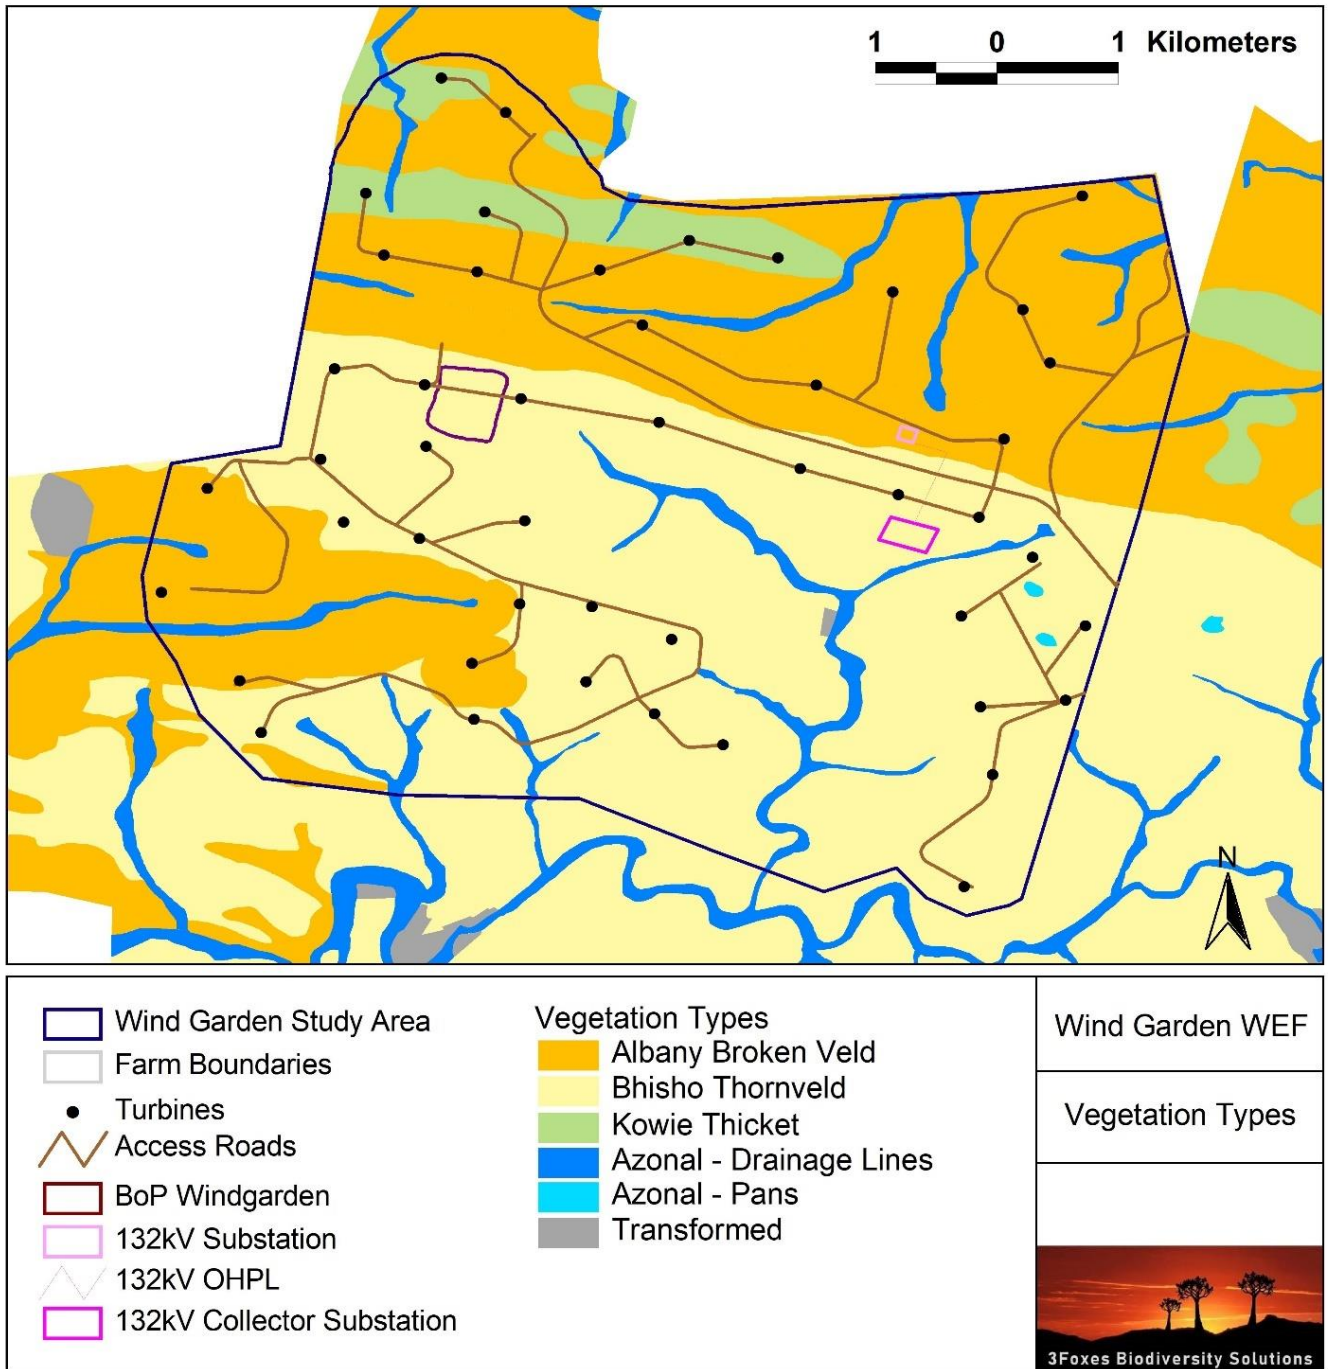 1 0 1 Kilometers
N
Wind Garden Study Area
Farm Boundaries
Turbines
Access Roads
BoP Windgarden
132kV Substation
132kV OHPL
132kV Collector Substation
Vegetation Types
Albany Broken Veld
Bhisho Thornveld
Kowie Thicket
Azonal - Drainage Lines
Azonal - Pans
Transformed
Wind Garden WEF
Vegetation Types
3Foxes Biodiversity Solutions